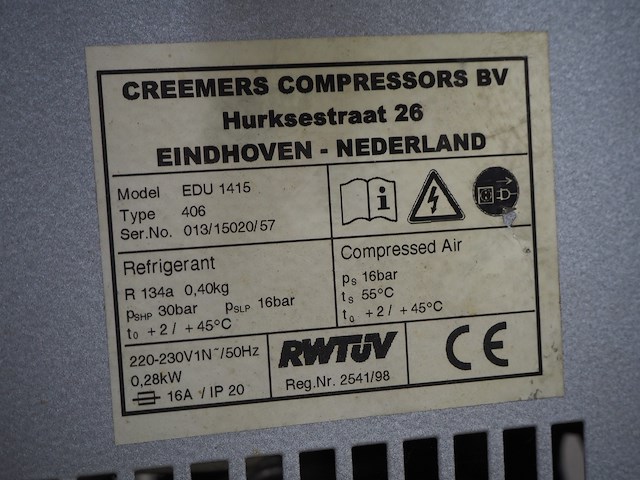 CREEMERS COMPRESSORS BV
Hurksestraat 26
EINDHOVEN - NEDERLAND
Model EDU 1415
Type 406
Ser.No. 013/15020/57
i
Refrigerant
R 134a 0,40kg
pSHP 30bar pSLP 16bar
t0 +2 / +45°C
Compressed Air
pS 16bar
tS 55°C
t0 +2 / +45°C
220-230V1N~/50Hz
0,28kW
16A / IP 20
RWTÜV
Reg.Nr. 2541/98
CE